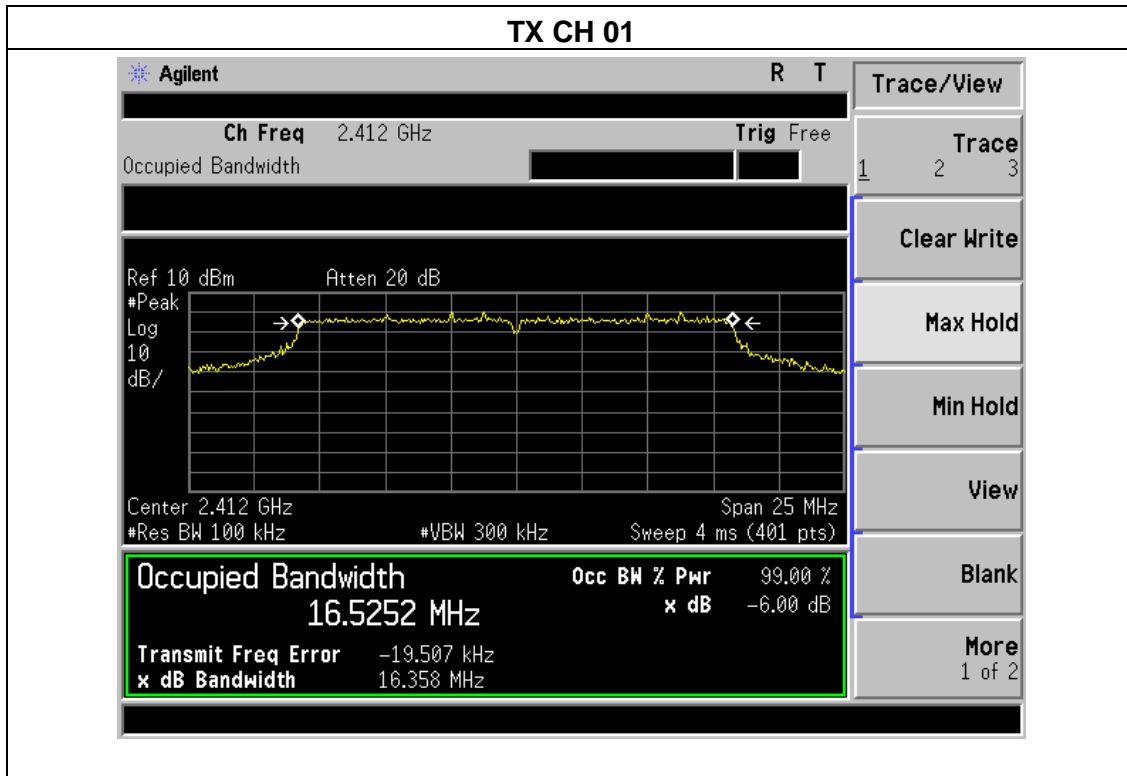 TX CH 01
Agilent R T
Trace/View
Ch Freq 2.412 GHz Trig Free
Occupied Bandwidth
Trace
1 2 3
Clear Write
Ref 10 dBm Atten 20 dB
#Peak
Log
10
dB/
Max Hold
Min Hold
View
Center 2.412 GHz Span 25 MHz
#Res BW 100 kHz #VBW 300 kHz Sweep 4 ms (401 pts)
Occupied Bandwidth Occ BW % Pwr 99.00 %
16.5252 MHz x dB -6.00 dB
Blank
Transmit Freq Error -19.507 kHz
x dB Bandwidth 16.358 MHz
More
1 of 2